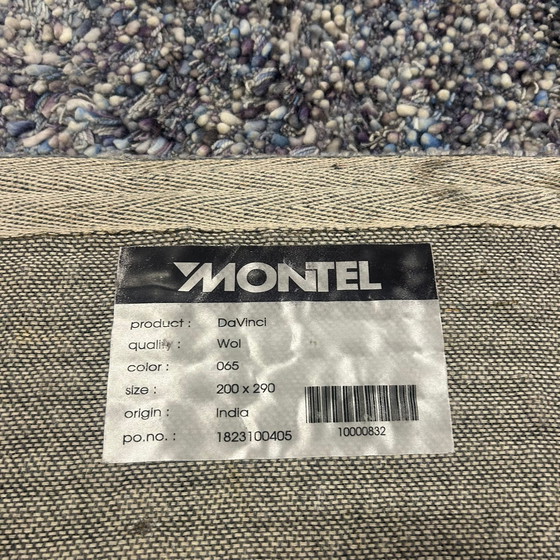 MONTEL
product : DaVinci
quality : Wol
color : 065
size : 200 x 290
origin : India
po.no. : 1823100405
10000832